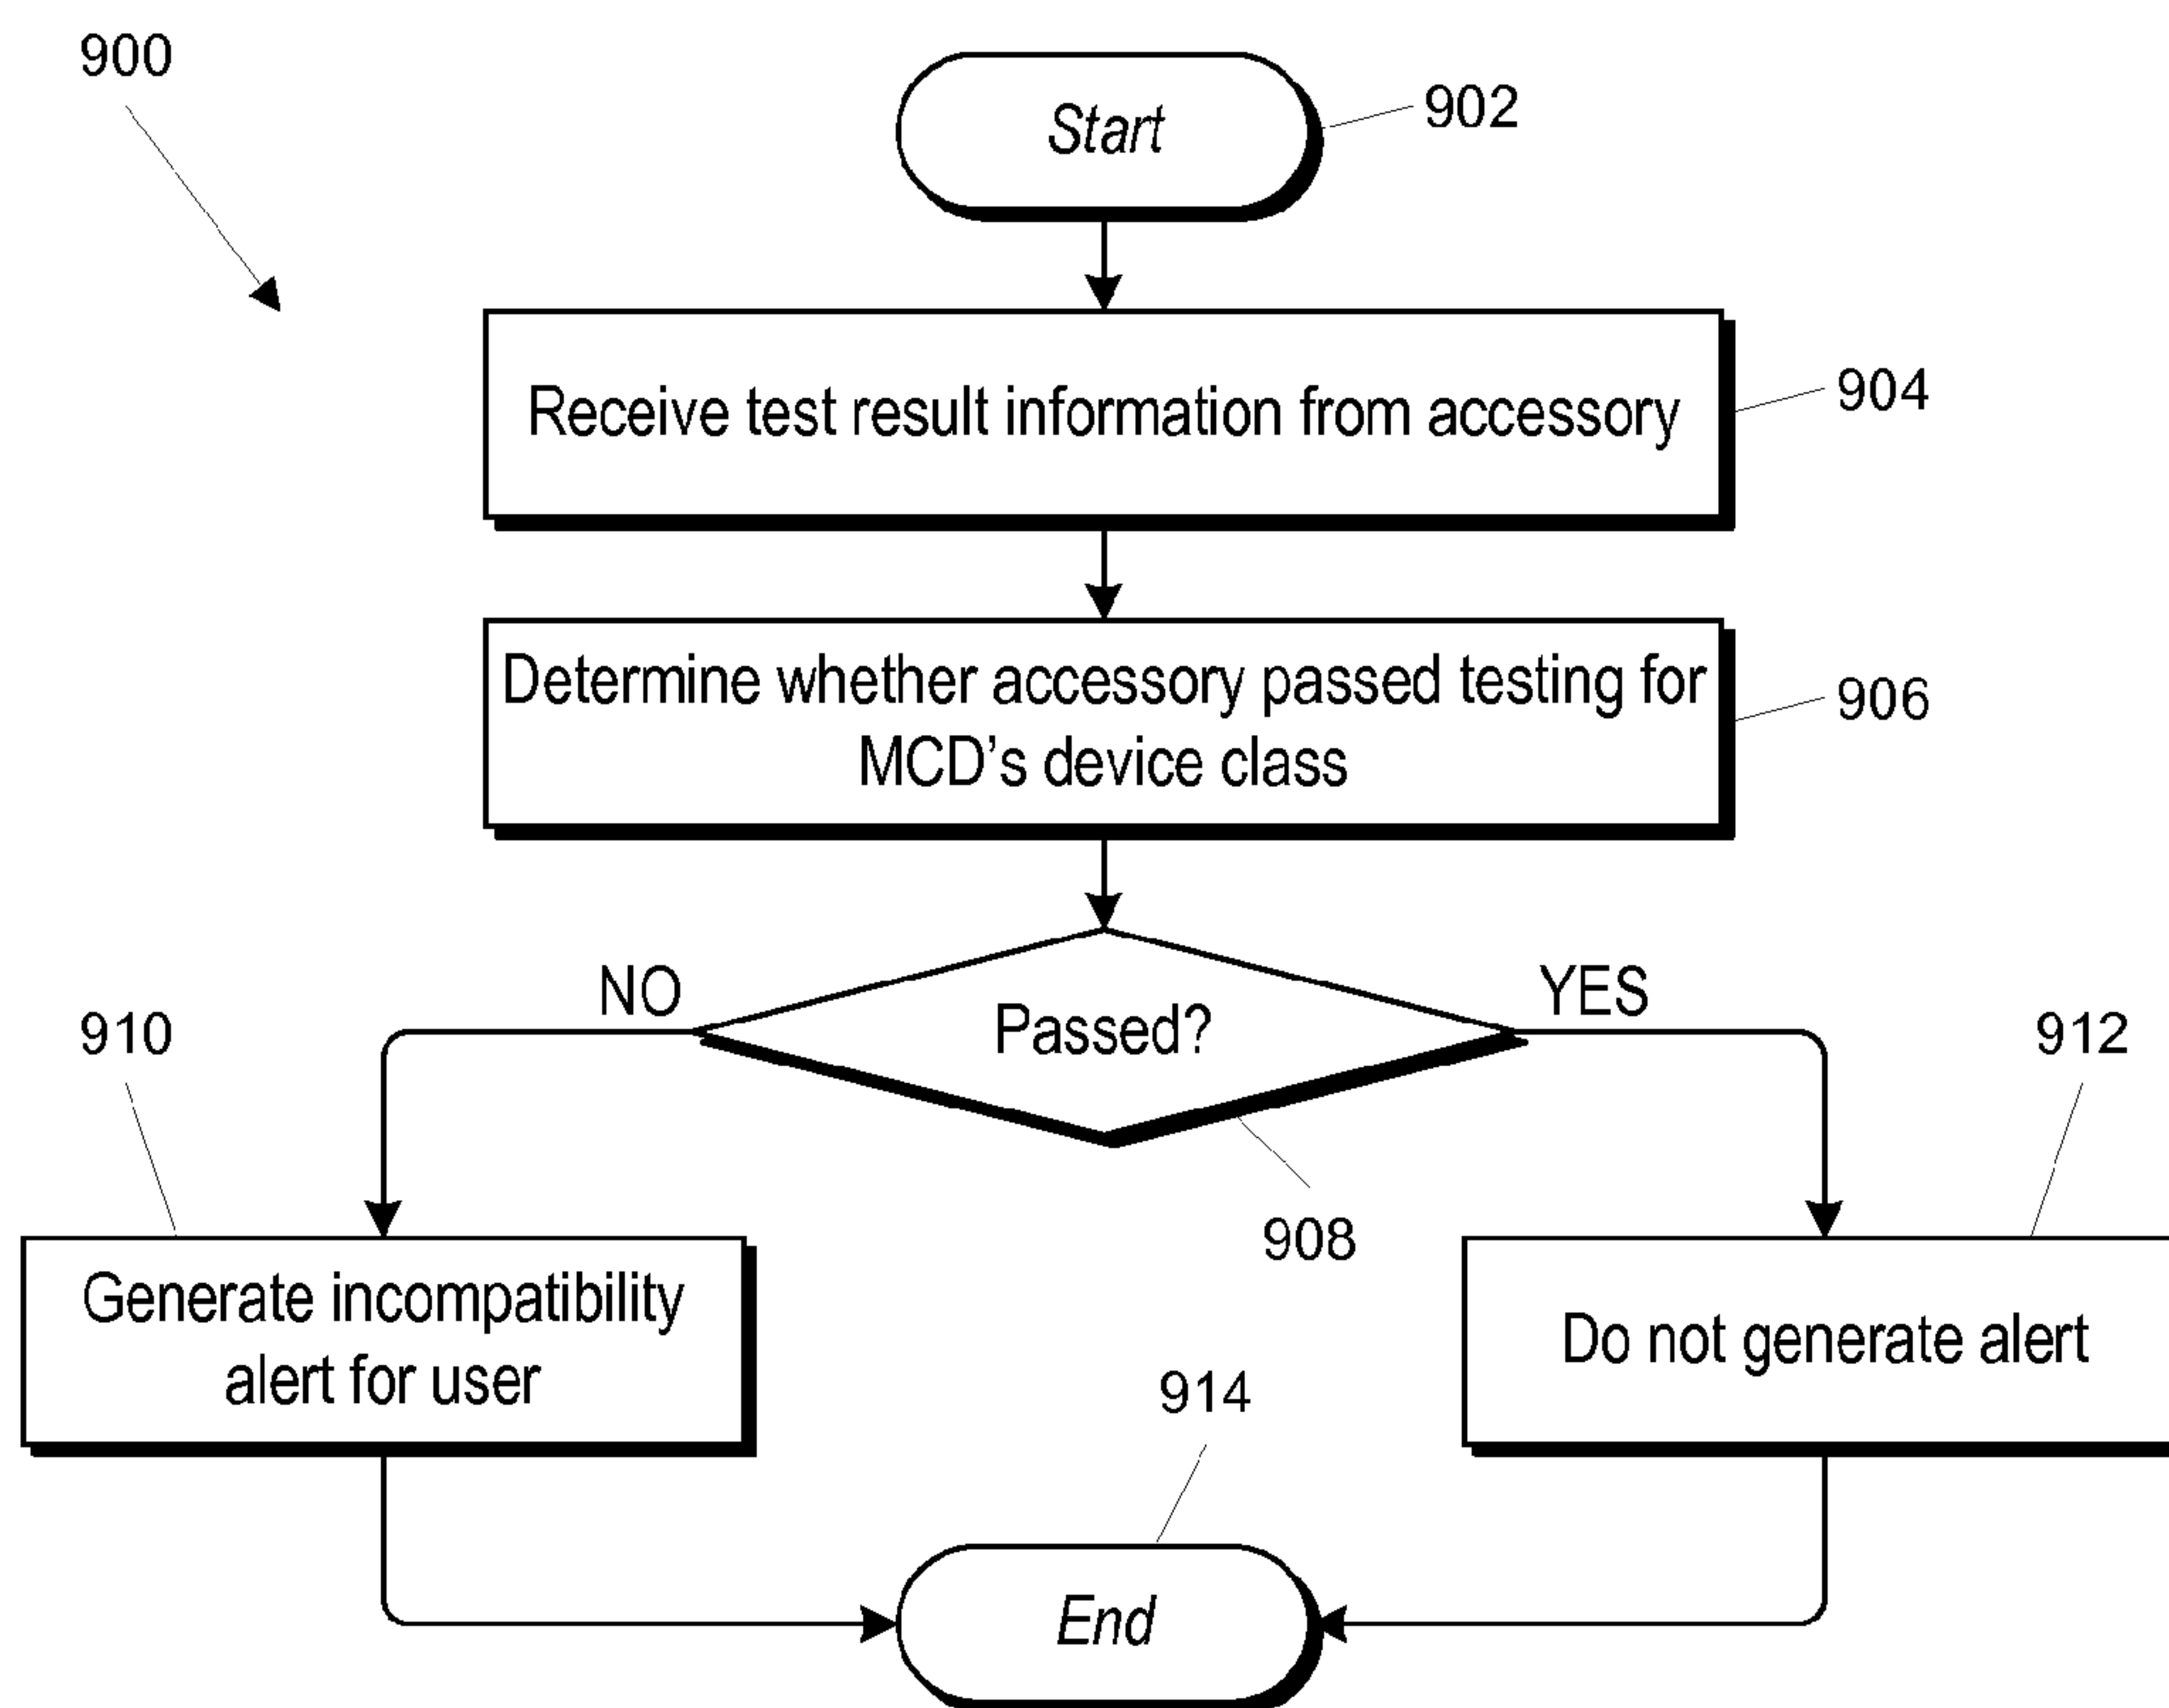 900
Start
902
Receive test result information from accessory
904
Determine whether accessory passed testing for
MCD's device class
906
NO
Passed?
YES
908
910
912
Generate incompatibility
alert for user
Do not generate alert
914
End